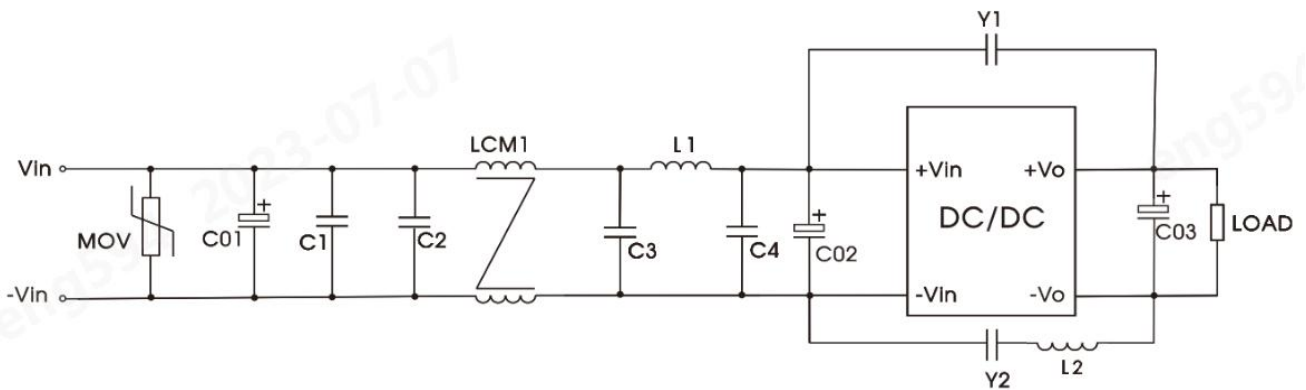 Y1
2023-07-07
LCM1
L1
Vin
+Vin
+Vo
DC/DC
MOV
C01
+
C1
C2
C3
C4
+
C02
+
C03
LOAD
-Vin
-Vin
-Vo
Y2
L2
eng594